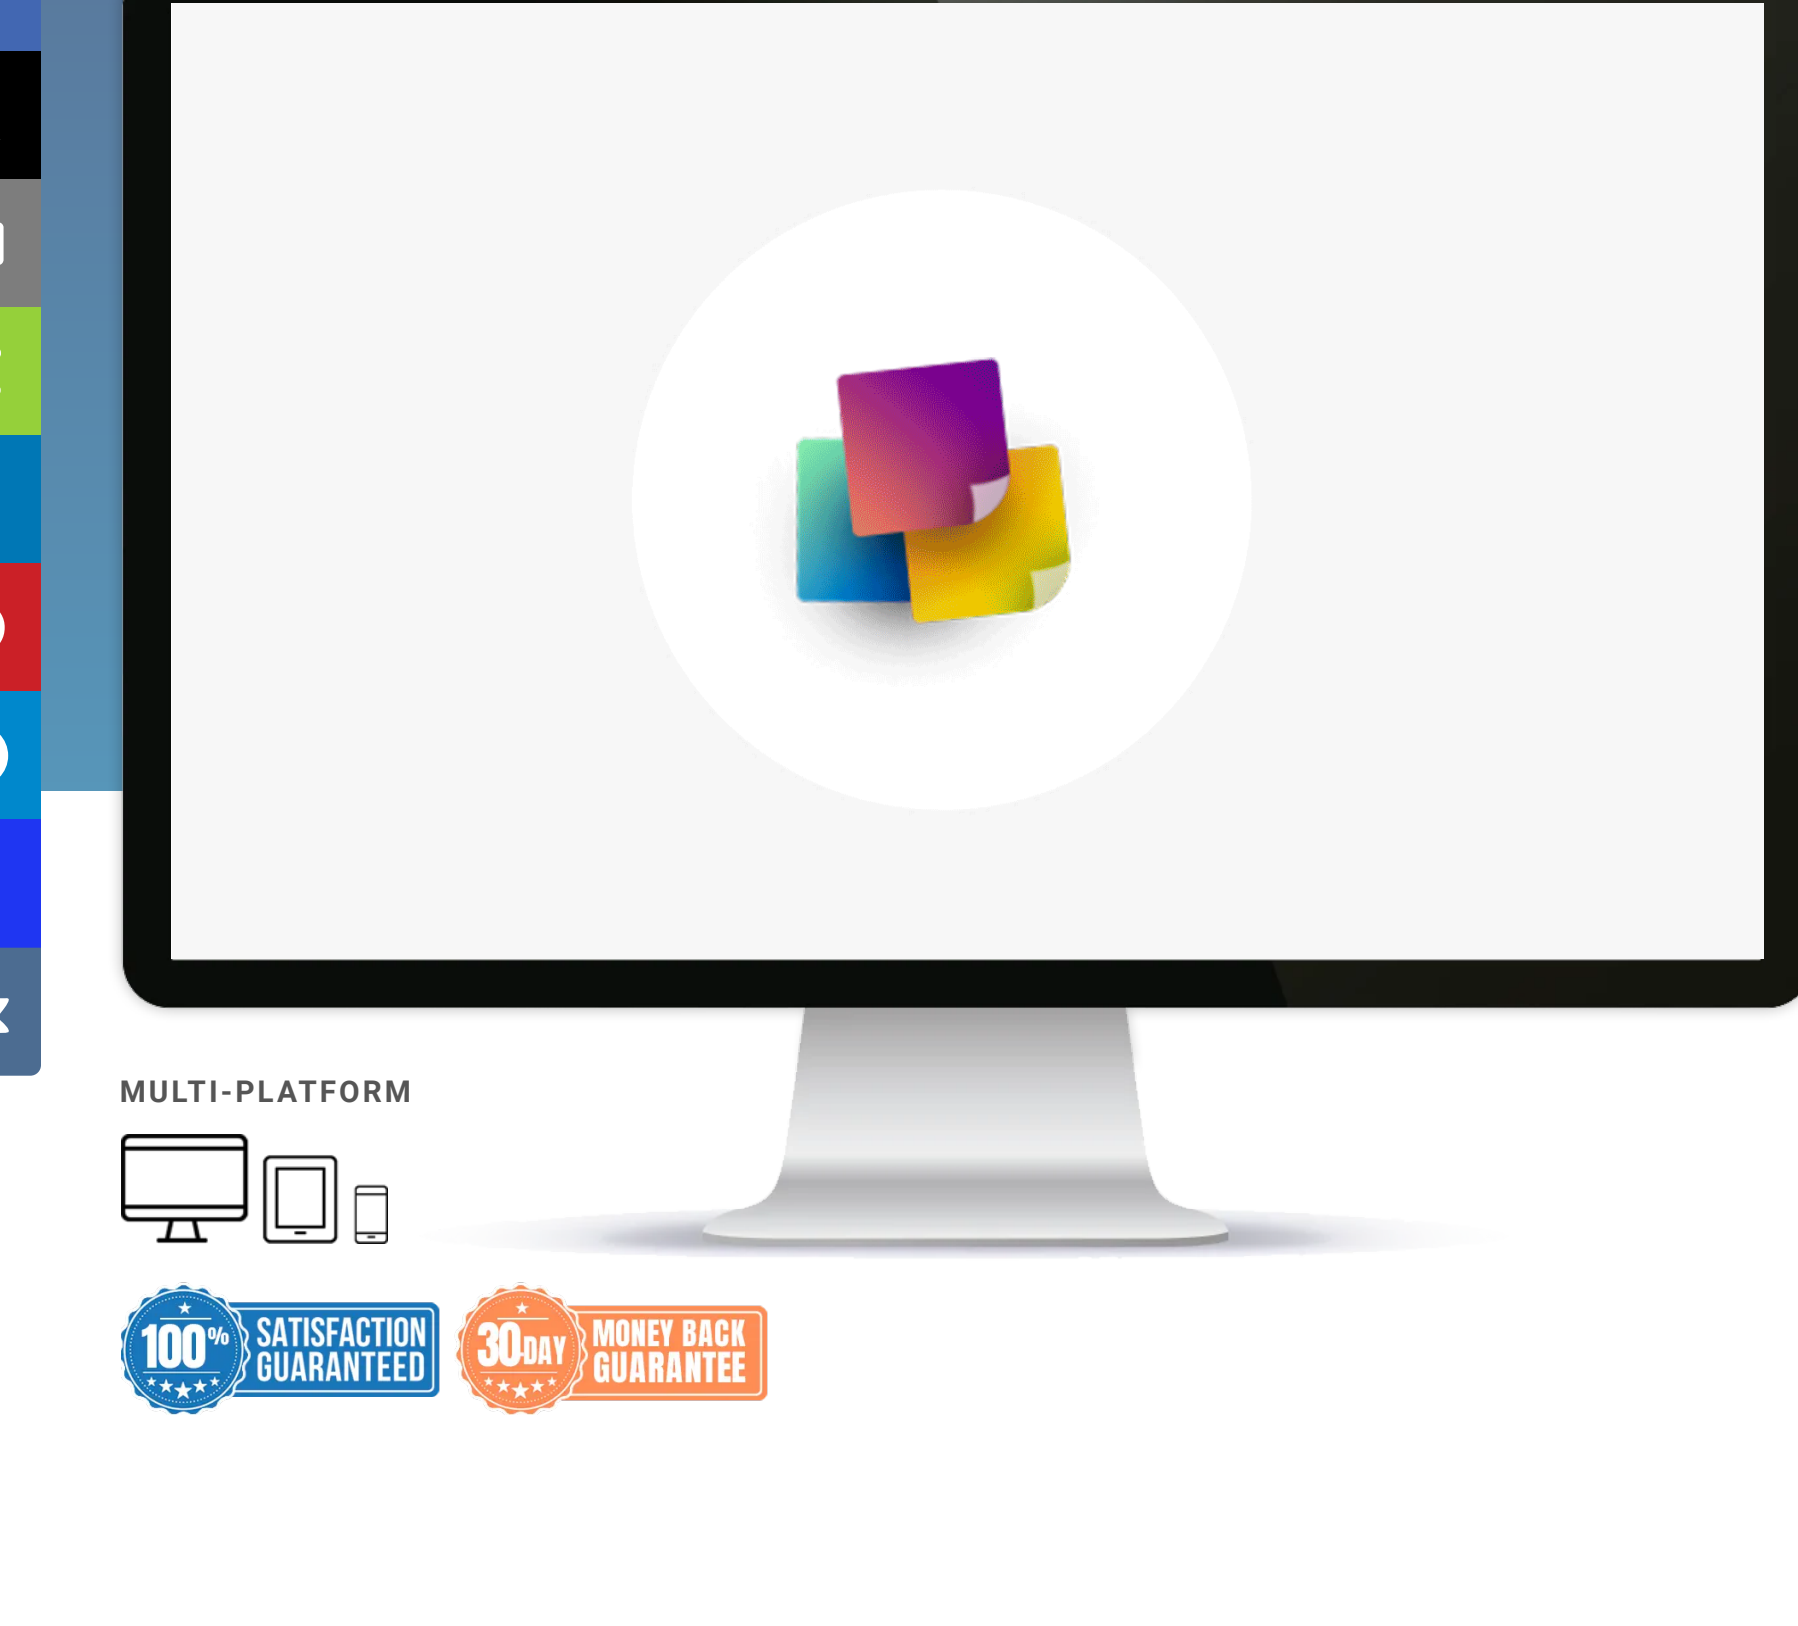 MULTI-PLATFORM
100%
SATISFACTION
GUARANTEED
30DAY
MONEY BACK
GUARANTEE